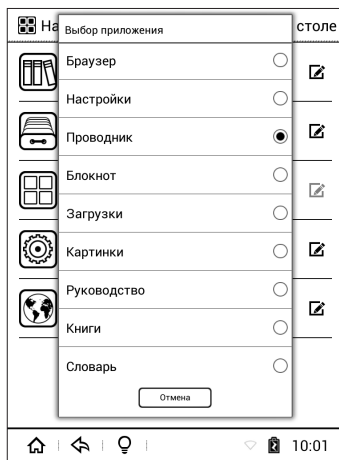 На столе
Выбор приложения
Браузер
Настройки
Проводник
Блокнот
Загрузки
Картинки
Руководство
Книги
Словарь
Отмена
10:01